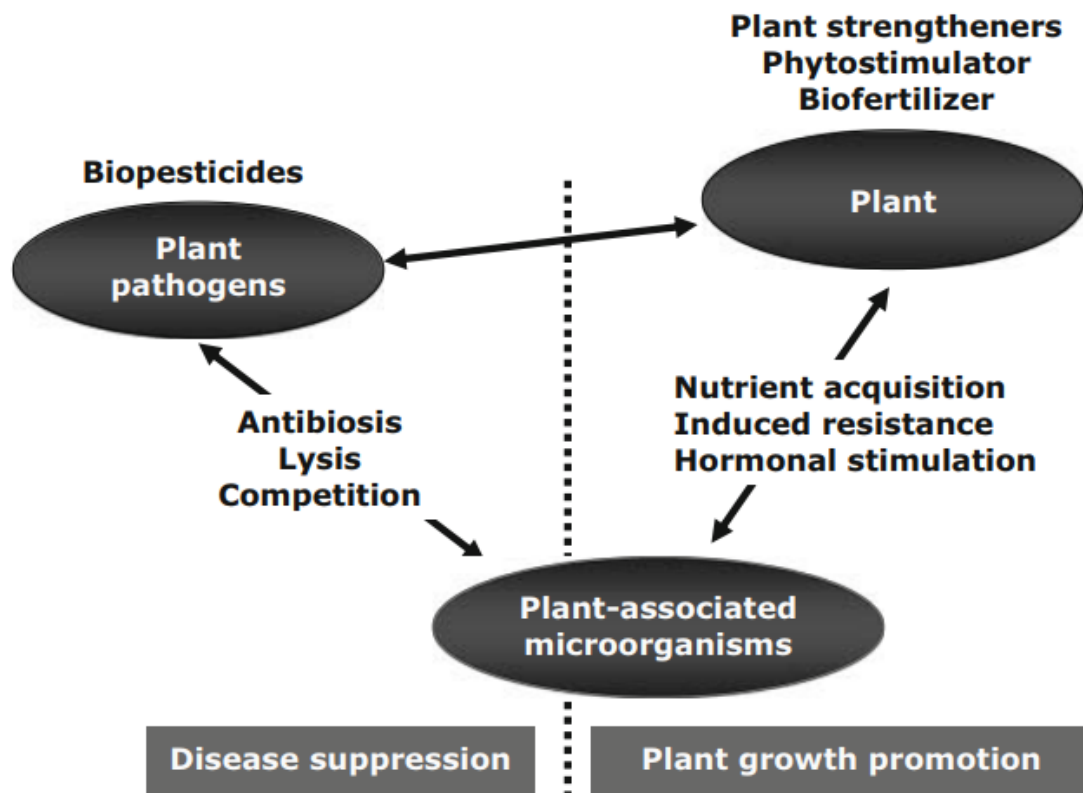 Plant strengtheners
Phytostimulator
Biofertilizer
Biopesticides
Plant
Plant
pathogens
Nutrient acquisition
Induced resistance
Hormonal stimulation
Antibiosis
Lysis
Competition
Plant-associated
microorganisms
Disease suppression
Plant growth promotion